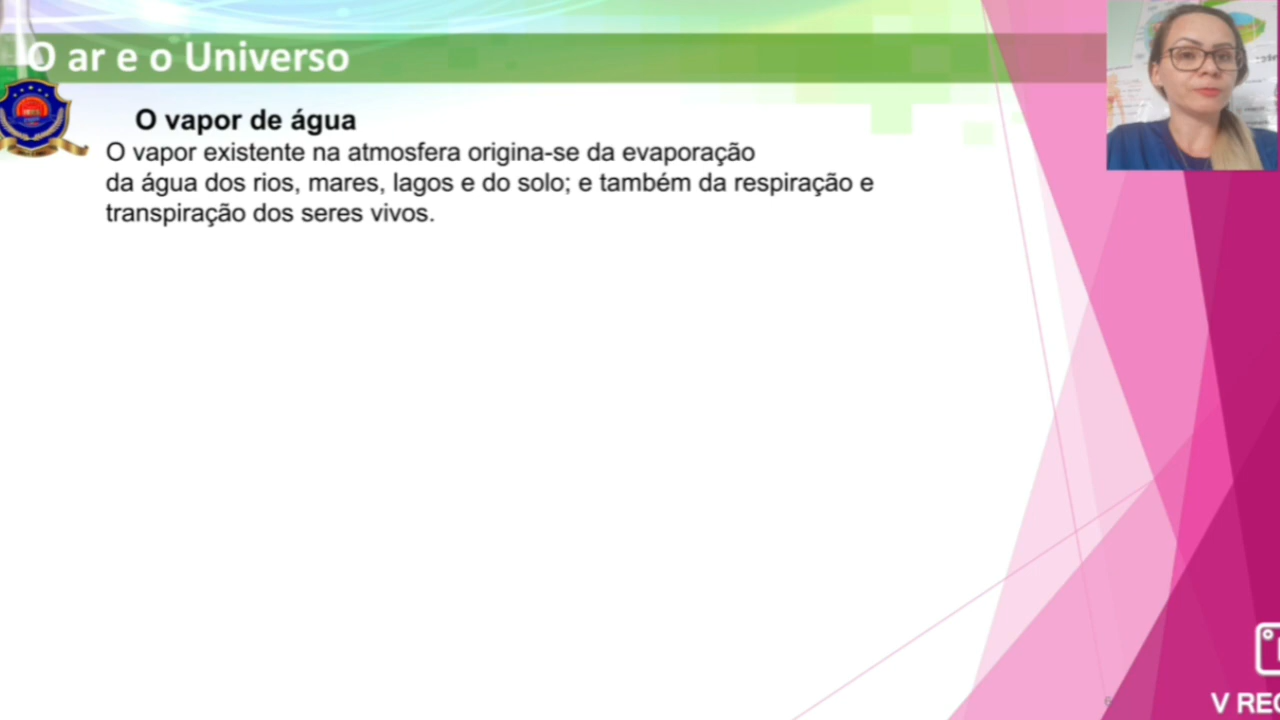 O ar e o Universo
O vapor de água
O vapor existente na atmosfera origina-se da evaporação
da água dos rios, mares, lagos e do solo; e também da respiração e
transpiração dos seres vivos.
V REC